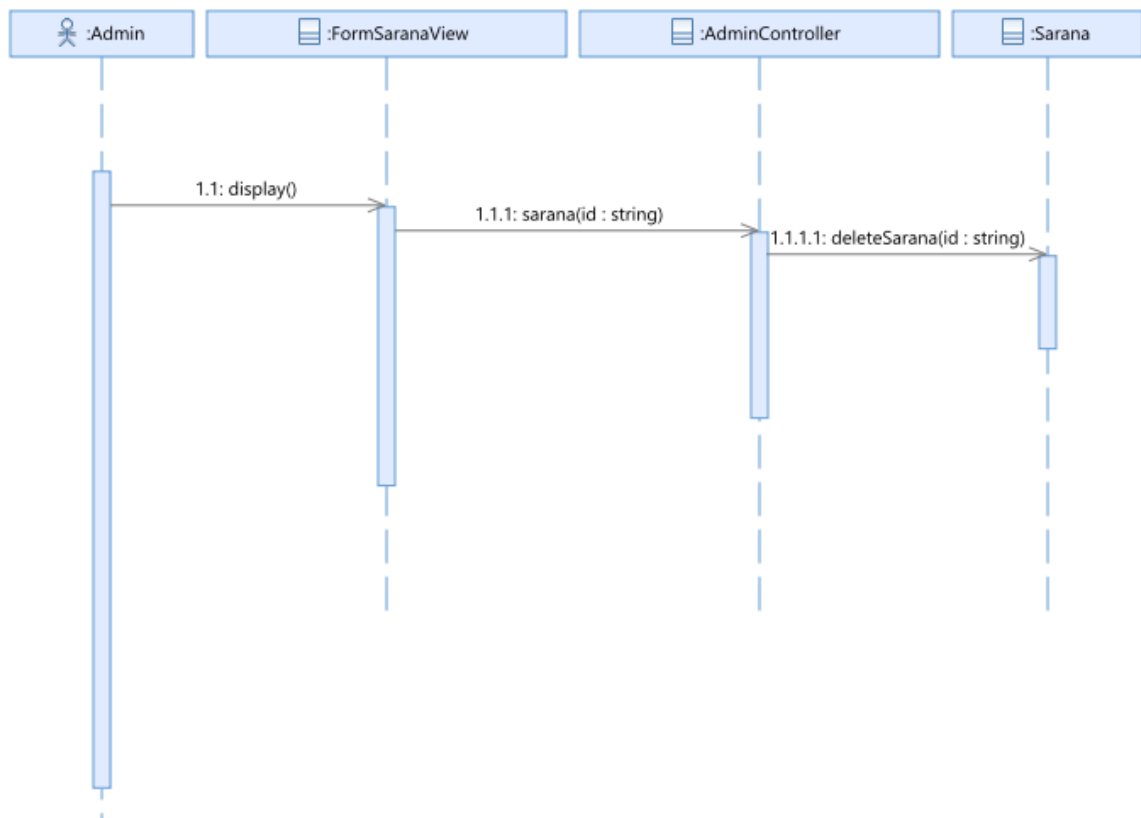 :Admin
:FormSaranaView
:AdminController
:Sarana
1.1: display()
1.1.1: sarana(id : string)
1.1.1.1: deleteSarana(id : string)